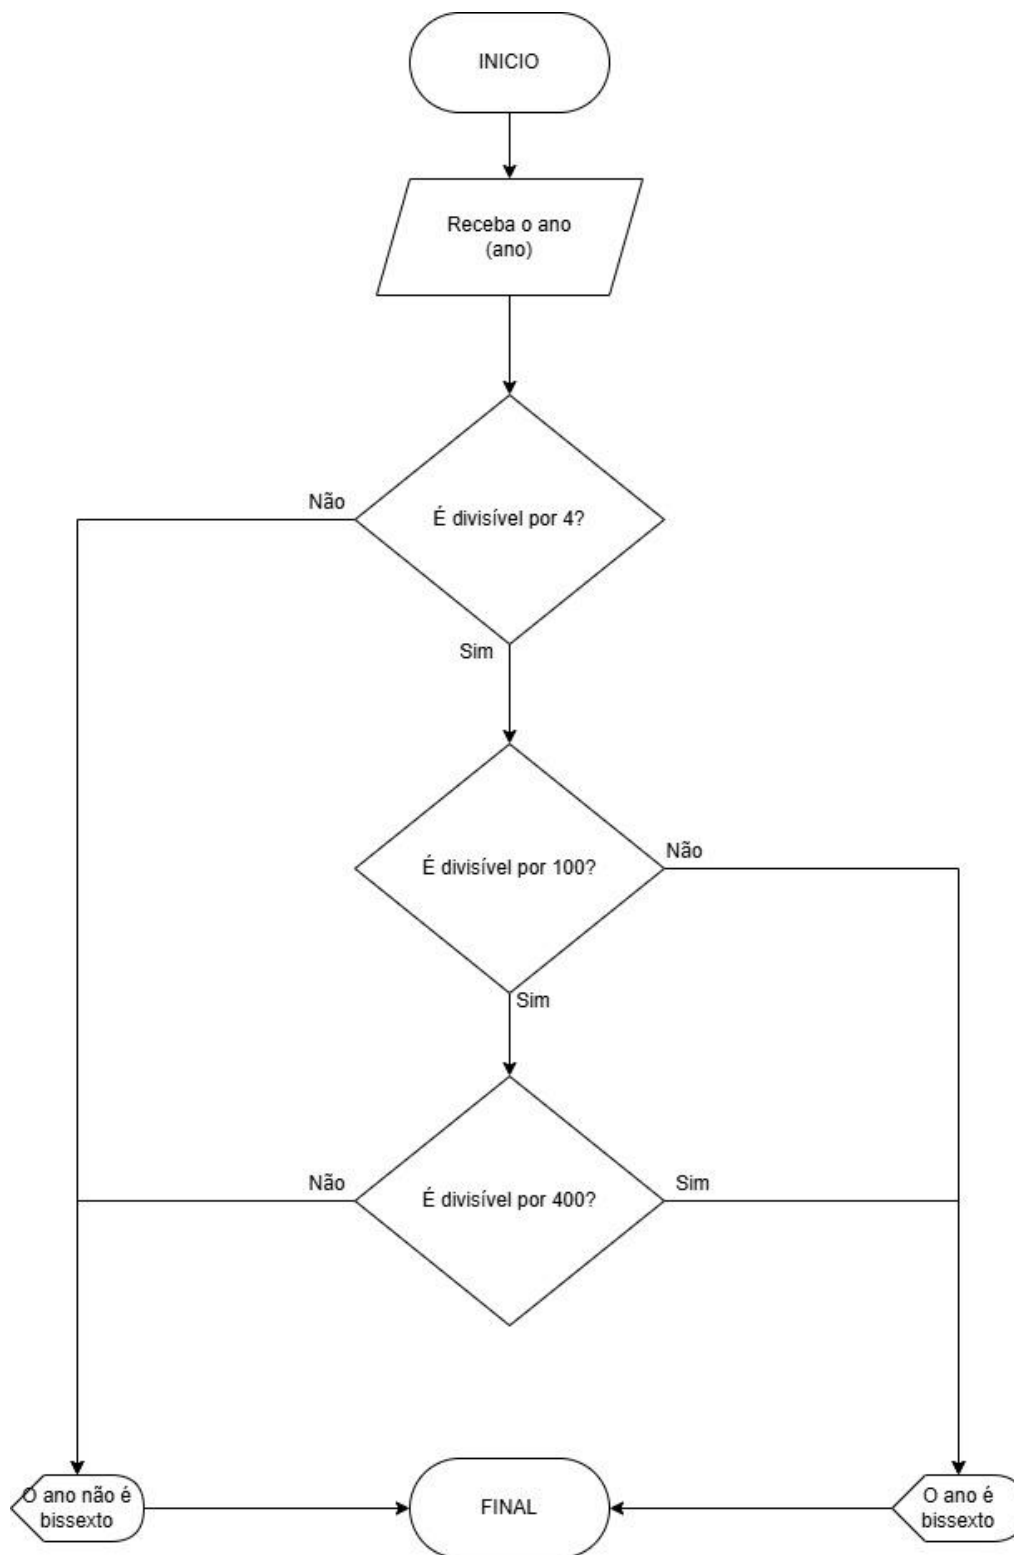 INICIO
Receba o ano
(ano)
Não
É divisível por 4?
Sim
É divisível por 100?
Não
Sim
Não
É divisível por 400?
Sim
O ano não é
bissexto
FINAL
O ano é
bissexto